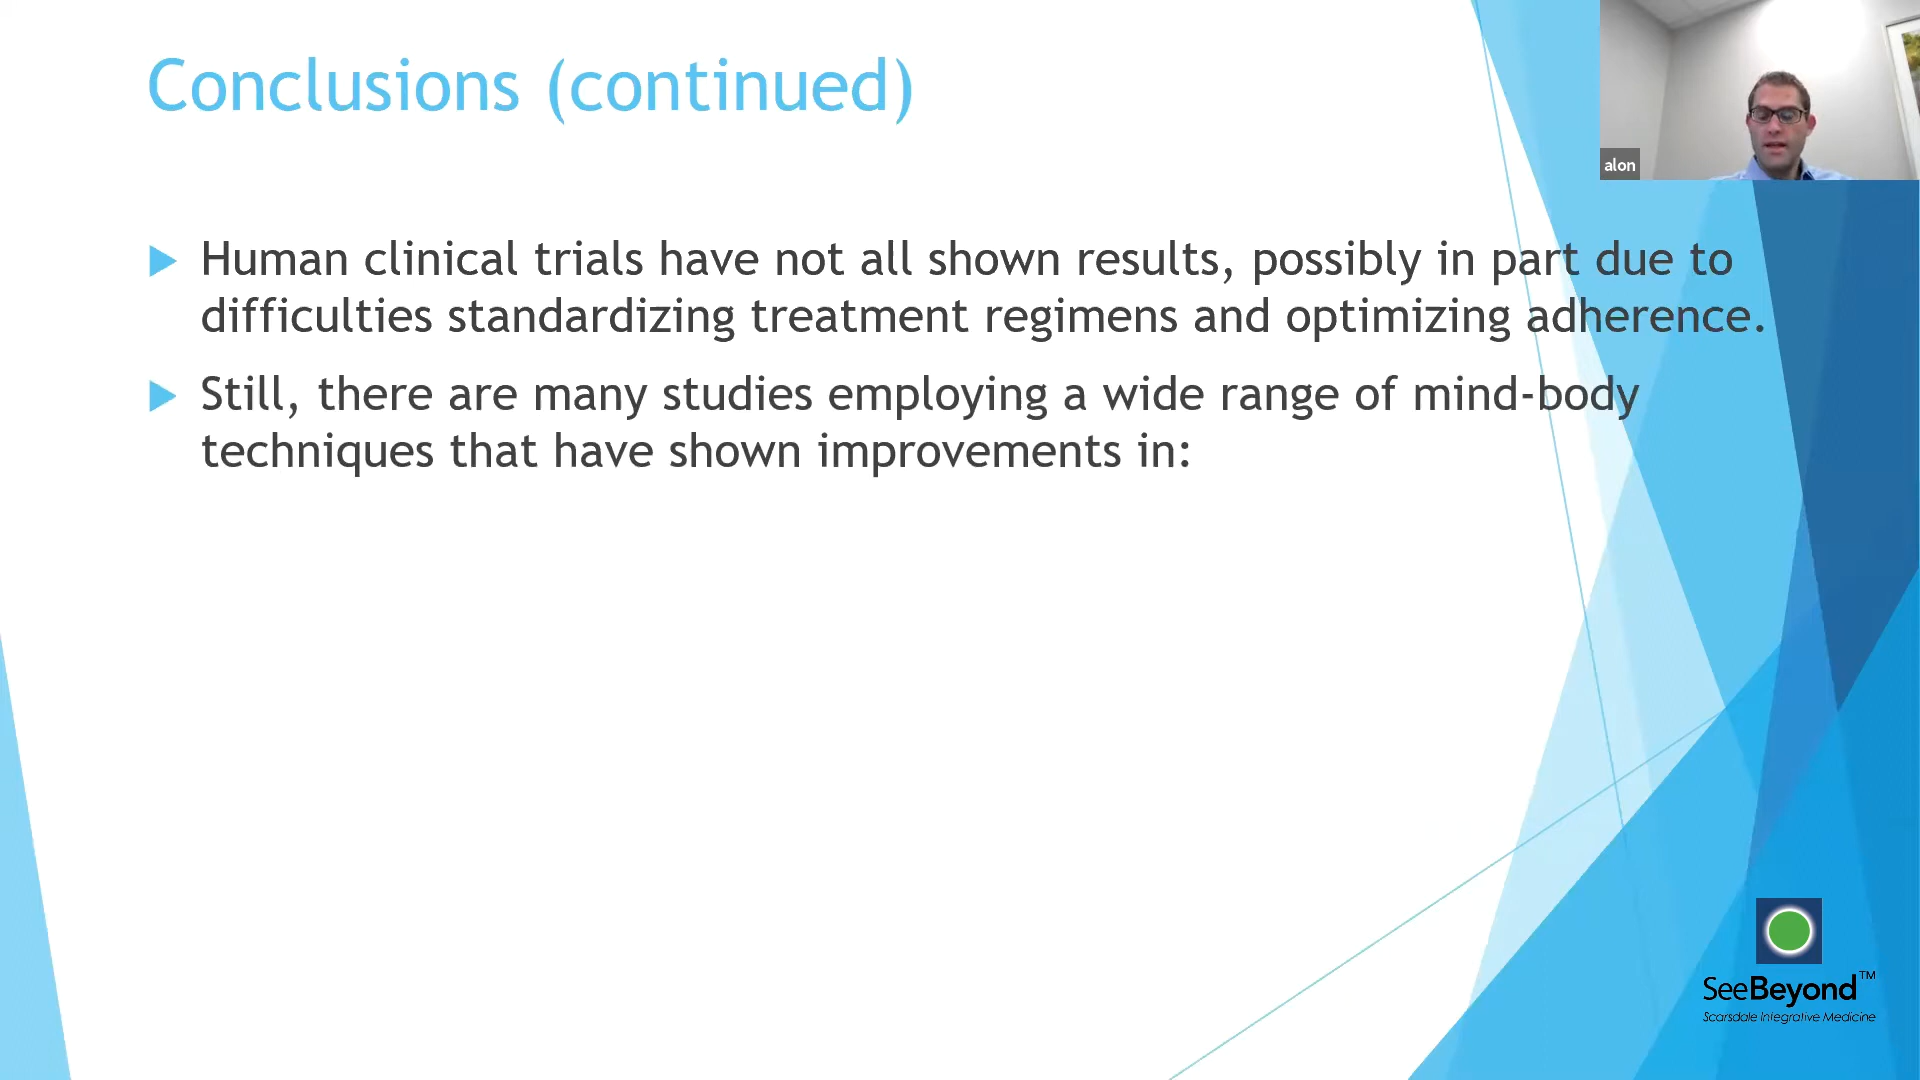 Conclusions (continued)
alon
Human clinical trials have not all shown results, possibly in part due to
difficulties standardizing treatment regimens and optimizing adherence.
Still, there are many studies employing a wide range of mind-body
techniques that have shown improvements in:
SeeBeyond™
Scarsdale Integrative Medicine